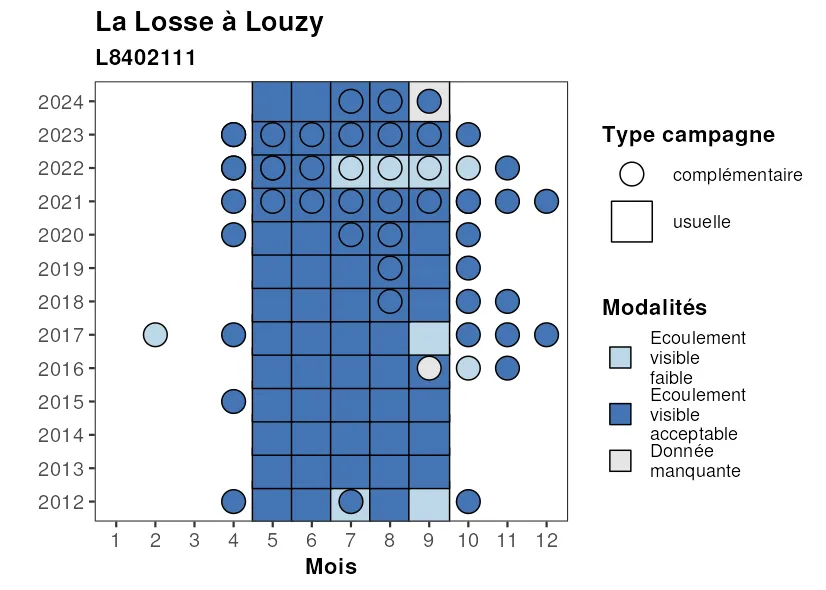 La Losse à Louzy
L8402111
2024
2023
2022
2021
2020
2019
2018
2017
2016
2015
2014
2013
2012
1 2 3 4 5 6 7 8 9 10 11 12
Mois
Type campagne
complémentaire
usuelle
Modalités
Ecoulement
visible
faible
Ecoulement
visible
acceptable
Donnée
manquante